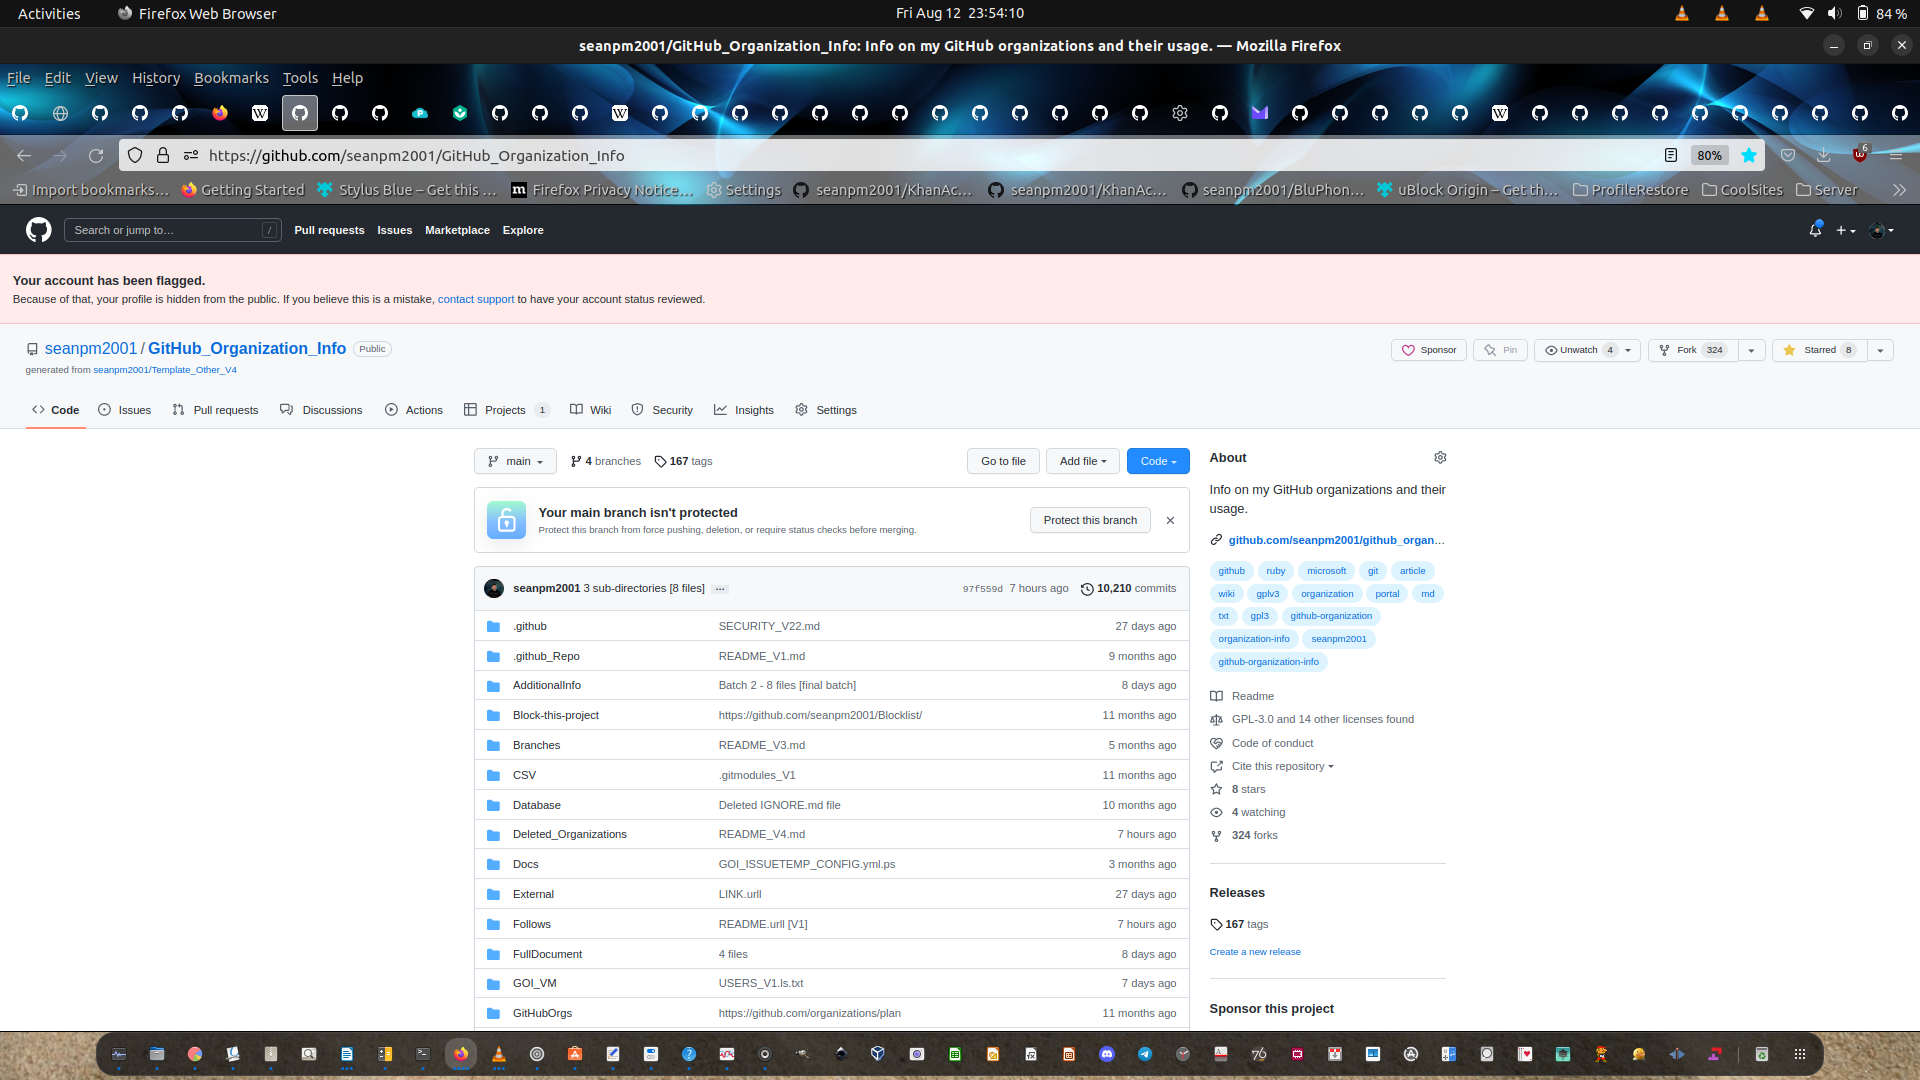 Activities
Firefox Web Browser
Fri Aug 12 23:54:10
84 %
seanpm2001/GitHub_Organization_Info: Info on my GitHub organizations and their usage. — Mozilla Firefox
File Edit View History Bookmarks Tools Help
https://github.com/seanpm2001/GitHub_Organization_Info
80%
6
Import bookmarks… Getting Started Stylus Blue – Get this … Firefox Privacy Notice… Settings seanpm2001/KhanAc… seanpm2001/KhanAc… seanpm2001/BluPhon… uBlock Origin – Get th… ProfileRestore CoolSites Server
Search or jump to… /
Pull requests Issues Marketplace Explore
Your account has been flagged.
Because of that, your profile is hidden from the public. If you believe this is a mistake, contact support to have your account status reviewed.
seanpm2001 / GitHub_Organization_Info Public
Sponsor Pin Unwatch 4 Fork 324 Starred 8
generated from seanpm2001/Template_Other_V4
Code Issues Pull requests Discussions Actions Projects 1 Wiki Security Insights Settings
main 4 branches 167 tags
Go to file Add file Code
Your main branch isn't protected
Protect this branch from force pushing, deletion, or require status checks before merging.
Protect this branch
seanpm2001 3 sub-directories [8 files] … 97f559d 7 hours ago 10,210 commits
.github SECURITY_V22.md 27 days ago
.github_Repo README_V1.md 9 months ago
AdditionalInfo Batch 2 - 8 files [final batch] 8 days ago
Block-this-project https://github.com/seanpm2001/Blocklist/ 11 months ago
Branches README_V3.md 5 months ago
CSV .gitmodules_V1 11 months ago
Database Deleted IGNORE.md file 10 months ago
Deleted_Organizations README_V4.md 7 hours ago
Docs GOI_ISSUETEMP_CONFIG.yml.ps 3 months ago
External LINK.urll 27 days ago
Follows README.urll [V1] 7 hours ago
FullDocument 4 files 8 days ago
GOI_VM USERS_V1.ls.txt 7 days ago
GitHubOrgs https://github.com/organizations/plan 11 months ago
About
Info on my GitHub organizations and their
usage.
github.com/seanpm2001/github_organ…
github ruby microsoft git article
wiki gplv3 organization portal md
txt gpl3 github-organization
organization-info seanpm2001
github-organization-info
Readme
GPL-3.0 and 14 other licenses found
Code of conduct
Cite this repository
8 stars
4 watching
324 forks
Releases
167 tags
Create a new release
Sponsor this project